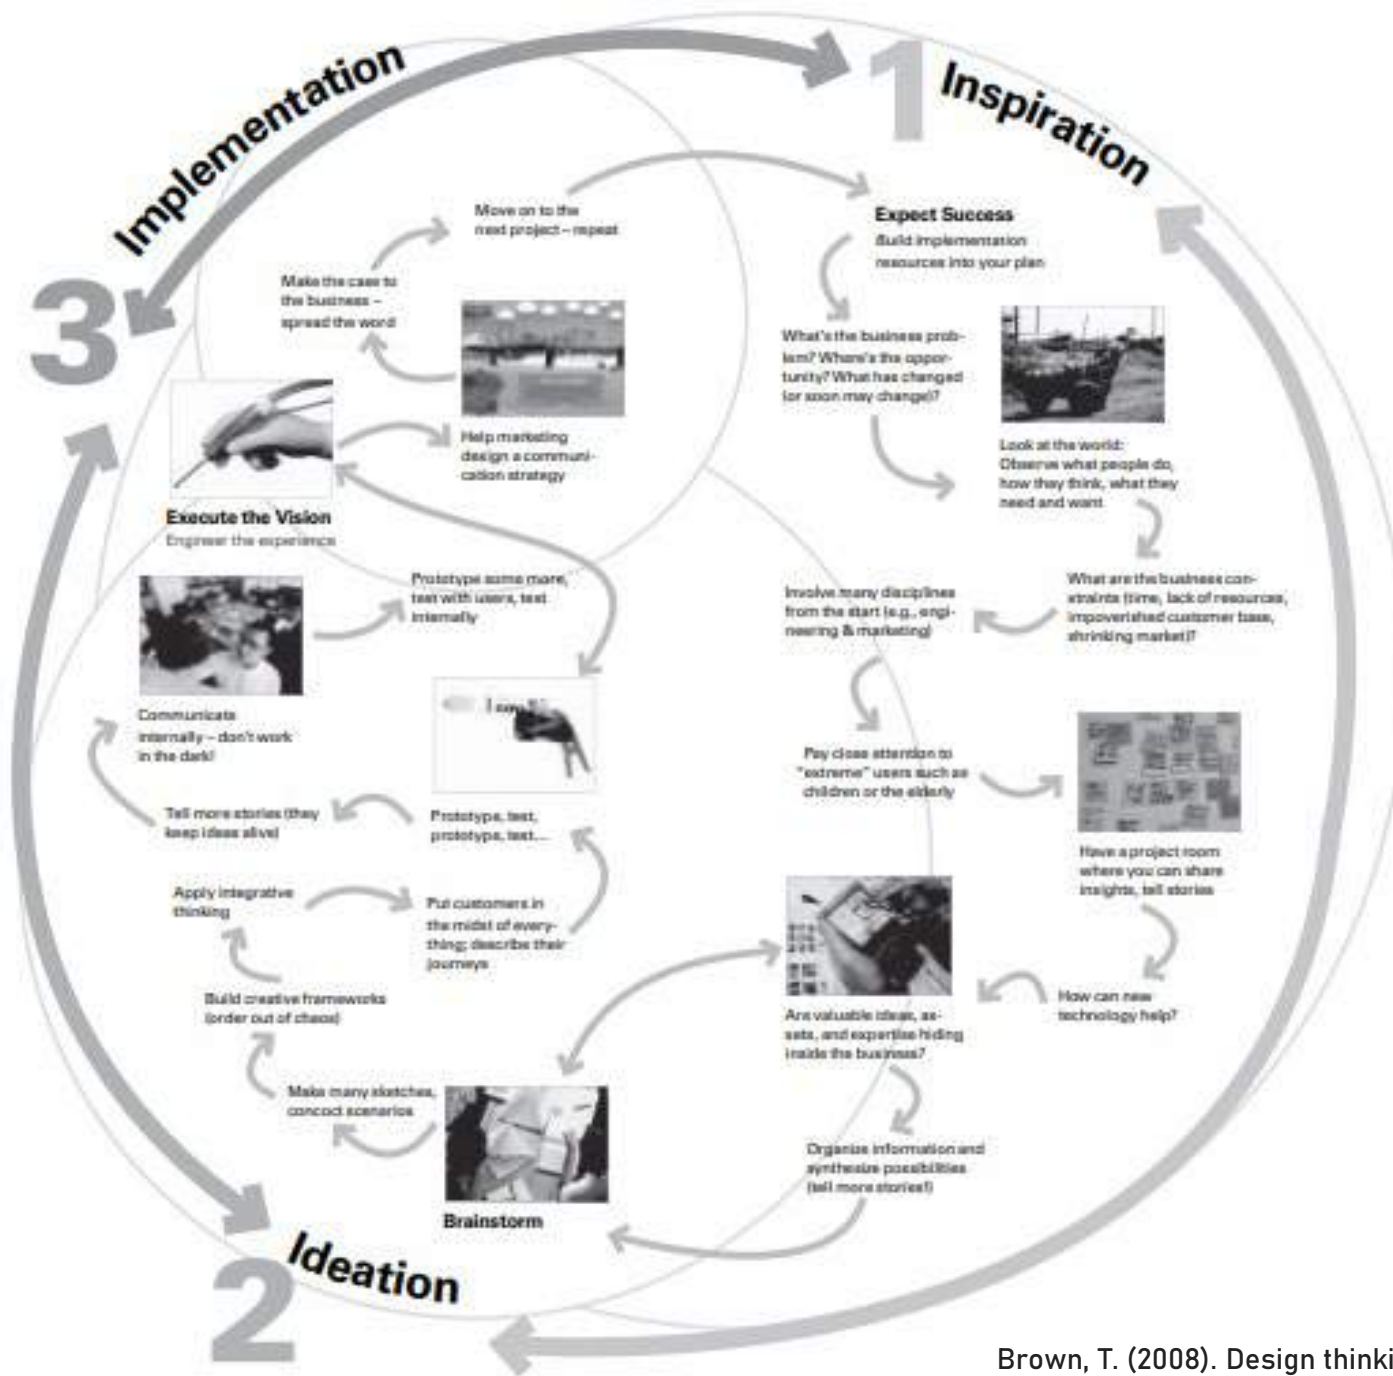 1
Inspiration
Expect Success
Build implementation
resources into your plan
What's the business prob-
lem? Where's the oppor-
tunity? What has changed
(or soon may change)?
Look at the world:
Observe what people do,
how they think, what they
need and want
What are the business con-
straints (time, lack of resources,
impoverished customer base,
shrinking market)?
Involve many disciplines
from the start (e.g., engi-
neering & marketing)
Pay close attention to
"extreme" users such as
children or the elderly
Have a project room
where you can share
insights, tell stories
How can new
technology help?
Are valuable ideas, as-
sets, and expertise hiding
inside the business?
Organize information and
synthesize possibilities
(tell more stories!)
2
Ideation
Brainstorm
Make many sketches,
concoct scenarios
Build creative frameworks
(order out of chaos)
Apply integrative
thinking
Put customers in
the midst of every-
thing; describe their
journeys
Prototype, test,
prototype, test...
Tell more stories (they
keep ideas alive)
Communicate
internally – don't work
in the dark!
Prototype some more,
test with users, test
internally
3
Implementation
Execute the Vision
Engineer the experience
Help marketing
design a communi-
cation strategy
Make the case to
the business –
spread the word
Move on to the
next project – repeat
Brown, T. (2008). Design thinki